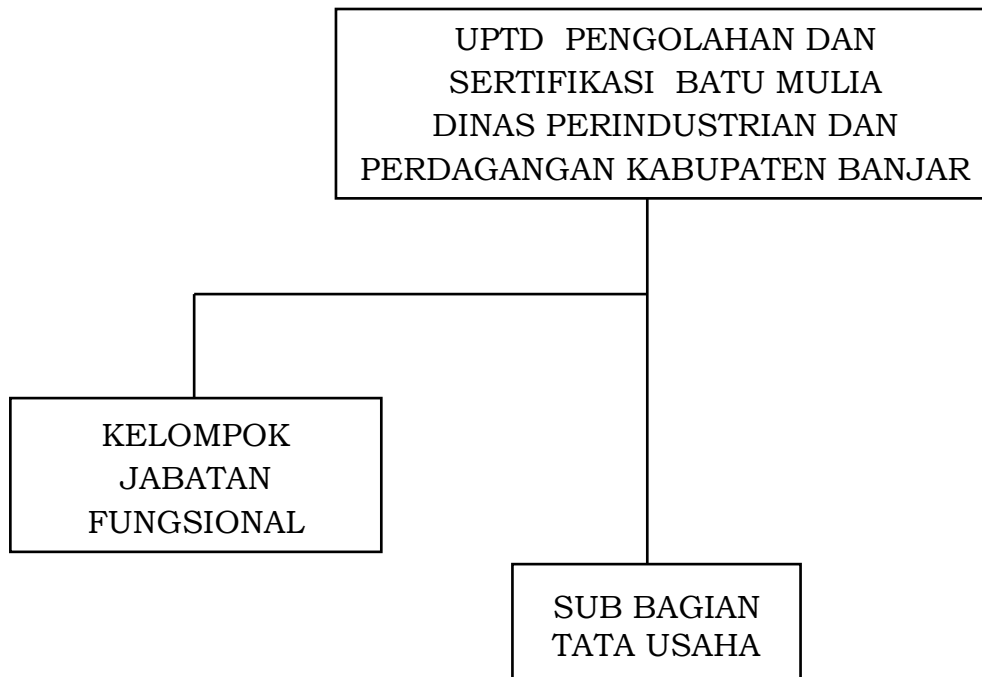 UPTD PENGOLAHAN DAN
SERTIFIKASI BATU MULIA
DINAS PERINDUSTRIAN DAN
PERDAGANGAN KABUPATEN BANJAR
KELOMPOK
JABATAN
FUNGSIONAL
SUB BAGIAN
TATA USAHA